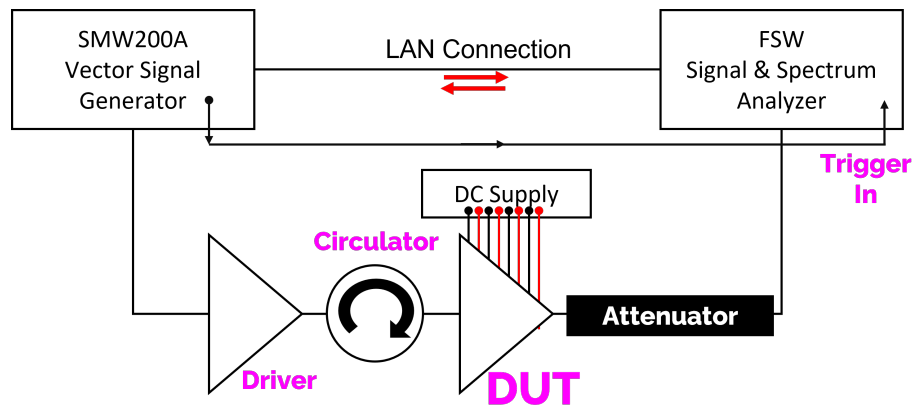 SMW200A
Vector Signal
Generator
LAN Connection
FSW
Signal & Spectrum
Analyzer
Trigger
In
DC Supply
Circulator
Attenuator
Driver
DUT